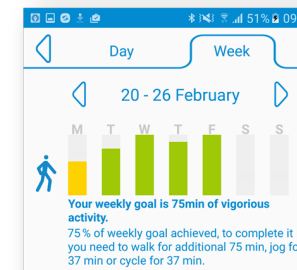 51% 09
Day Week
20 - 26 February
M T W T F S S
Your weekly goal is 75min of vigorous
activity.
75 % of weekly goal achieved, to complete it
you need to walk for additional 75 min, jog fo
37 min or cycle for 37 min.